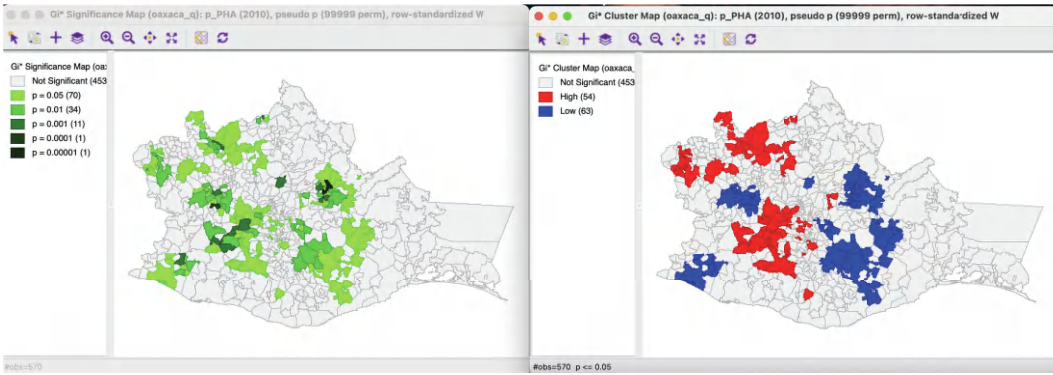 Gi* Significance Map (oaxaca_q): p_PHA (2010), pseudo p (99999 perm), row-standardized W
Gi* Significance Map (oax
Not Significant (453
p = 0.05 (70)
p = 0.01 (34)
p = 0.001 (11)
p = 0.0001 (1)
p = 0.00001 (1)
#obs=570
Gi* Cluster Map (oaxaca_q): p_PHA (2010), pseudo p (99999 perm), row-standardized W
Gi* Cluster Map (oaxaca_
Not Significant (453
High (54)
Low (63)
#obs=570 p <= 0.05